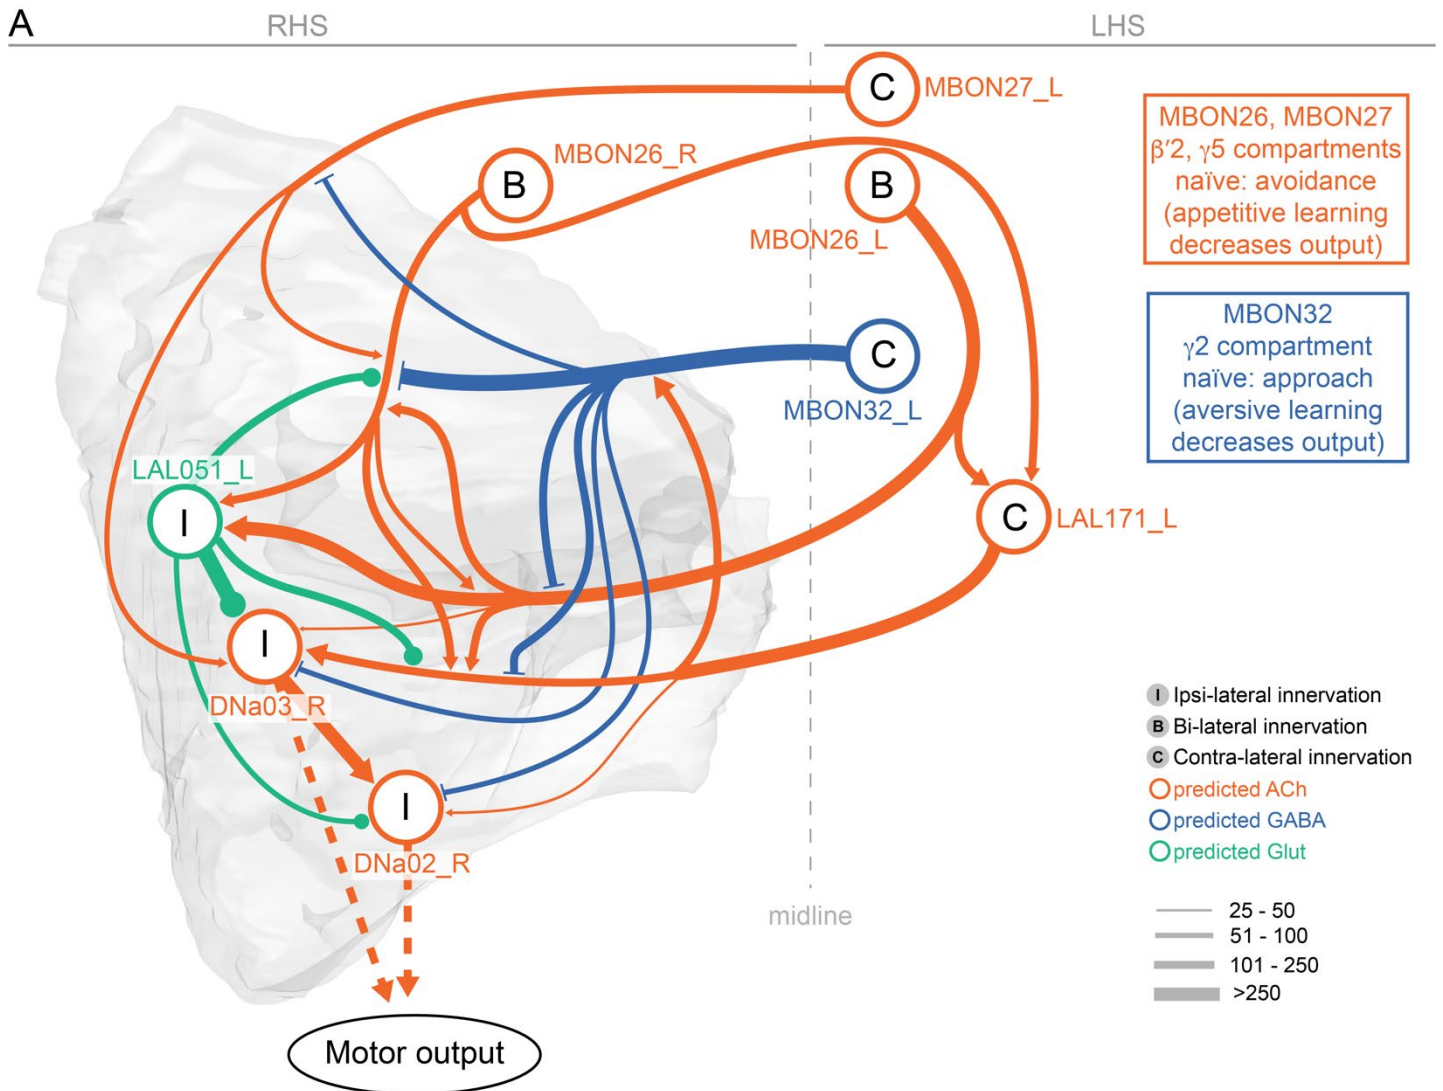 A
RHS
LHS
C
MBON27_L
B
MBON26_R
B
MBON26_L
C
MBON32_L
MBON26, MBON27
β′2, γ5 compartments
naïve: avoidance
(appetitive learning
decreases output)
MBON32
γ2 compartment
naïve: approach
(aversive learning
decreases output)
LAL051_L
I
C
LAL171_L
I
DNa03_R
I
DNa02_R
midline
Motor output
I Ipsi-lateral innervation
B Bi-lateral innervation
C Contra-lateral innervation
predicted ACh
predicted GABA
predicted Glut
25 - 50
51 - 100
101 - 250
>250